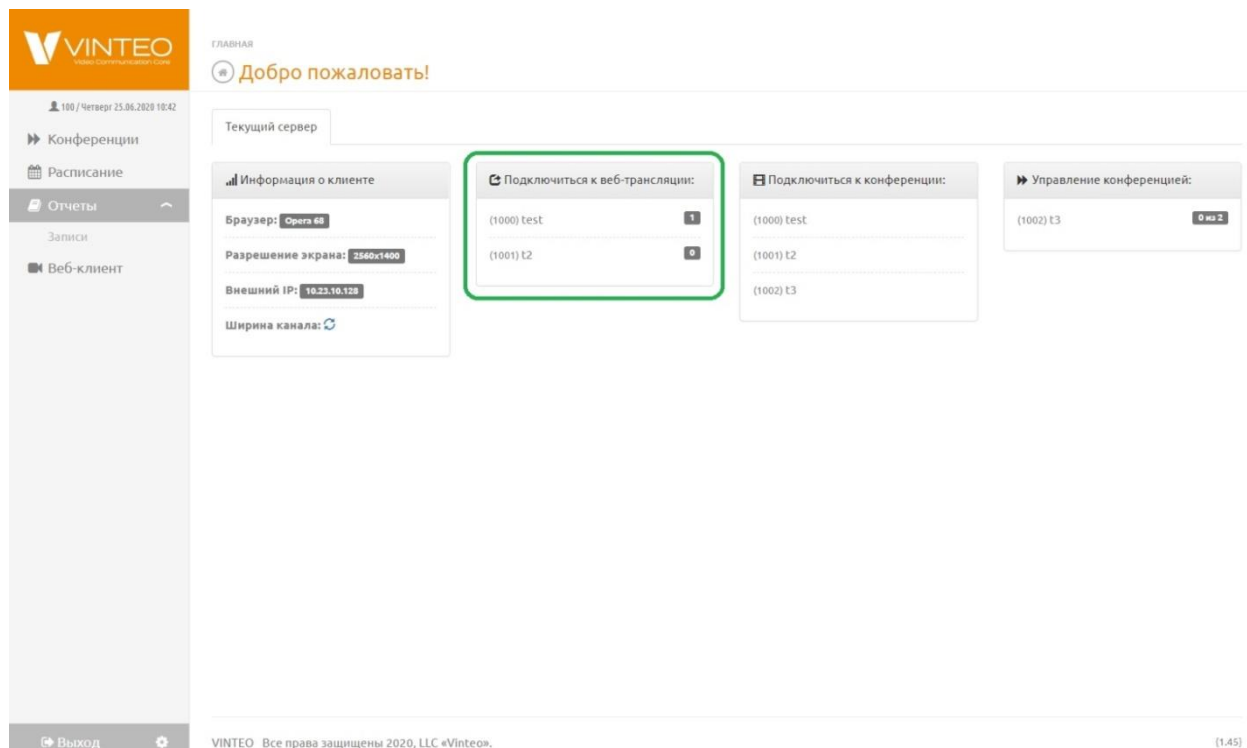 VINTEO
Video Communication Core
100 / Четверг 25.06.2020 10:42
Конференции
Расписание
Отчеты
Записи
Веб-клиент
Выход
ГЛАВНАЯ
Добро пожаловать!
Текущий сервер
Информация о клиенте
Браузер: Opera 68
Разрешение экрана: 2560x1400
Внешний IP: 10.23.10.128
Ширина канала:
Подключиться к веб-трансляции:
(1000) test 1
(1001) t2 0
Подключиться к конференции:
(1000) test
(1001) t2
(1002) t3
Управление конференцией:
(1002) t3 0 из 2
VINTEO Все права защищены 2020, LLC «Vinteo».
{1.45}